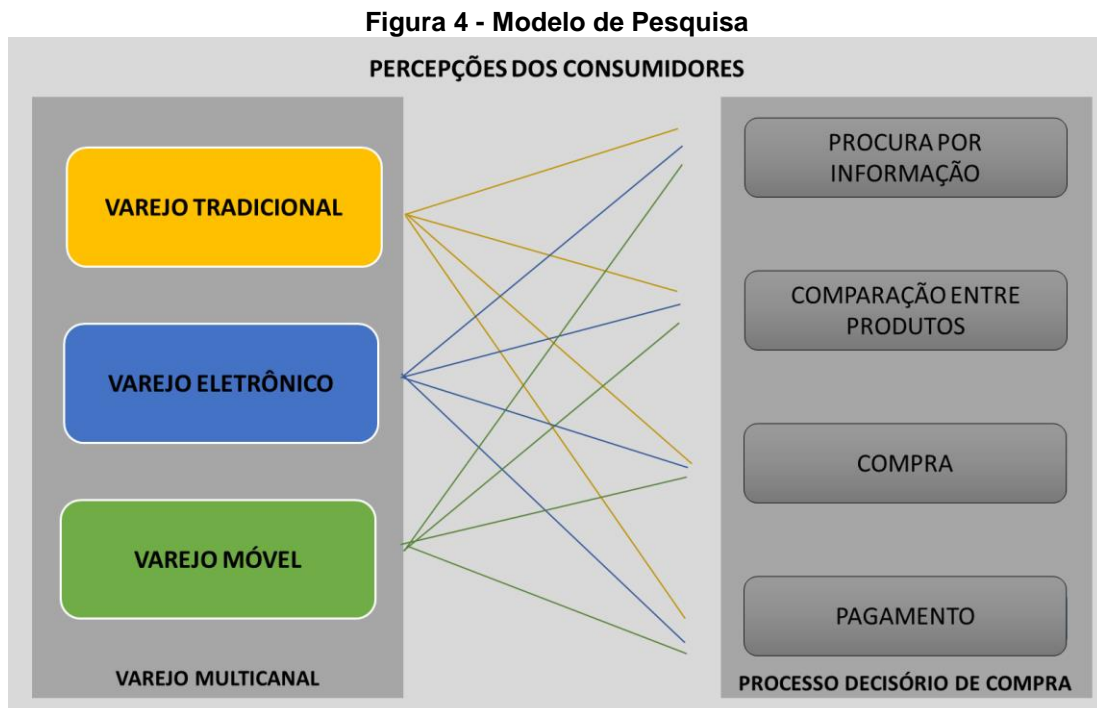 Figura 4 - Modelo de Pesquisa
PERCEPÇÕES DOS CONSUMIDORES
VAREJO TRADICIONAL
VAREJO ELETRÔNICO
VAREJO MÓVEL
VAREJO MULTICANAL
PROCURA POR
INFORMAÇÃO
COMPARAÇÃO ENTRE
PRODUTOS
COMPRA
PAGAMENTO
PROCESSO DECISÓRIO DE COMPRA